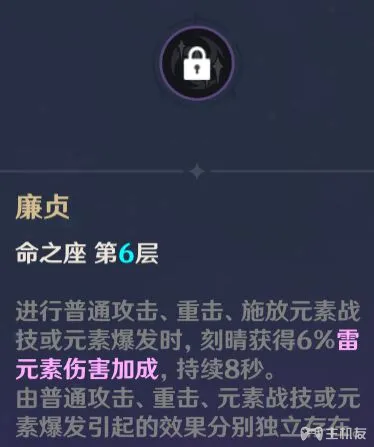 廉贞
命之座 第6层
进行普通攻击、重击、施放元素战
技或元素爆发时,刻晴获得6%雷
元素伤害加成,持续8秒。
由普通攻击、重击、元素战技或元
素爆发引起的效果分别独立存在。
主机友